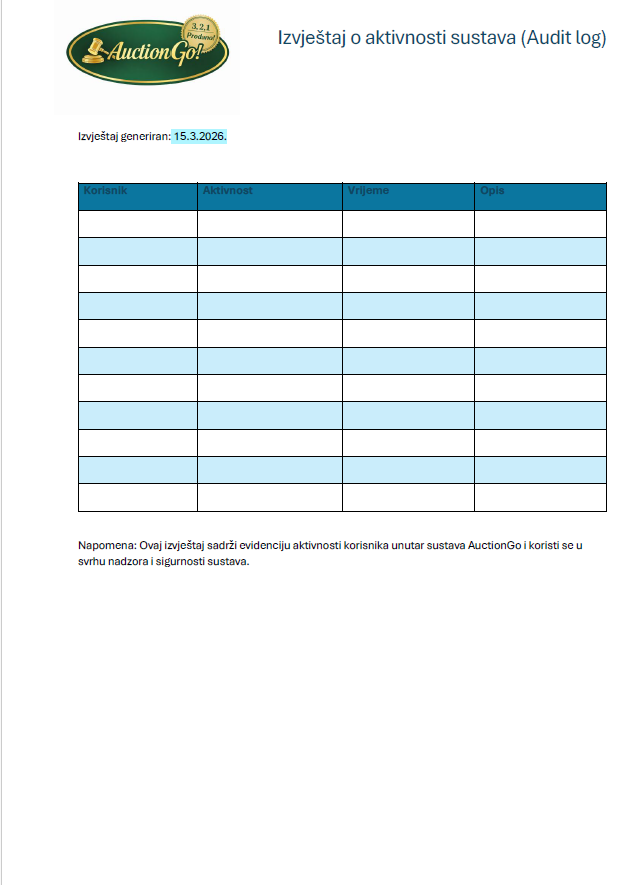 3,2,1
Prodano!
AuctionGo!
Izvještaj o aktivnosti sustava (Audit log)
Izvještaj generiran: 15.3.2026.
Korisnik Aktivnost Vrijeme Opis
Napomena: Ovaj izvještaj sadrži evidenciju aktivnosti korisnika unutar sustava AuctionGo i koristi se u
svrhu nadzora i sigurnosti sustava.